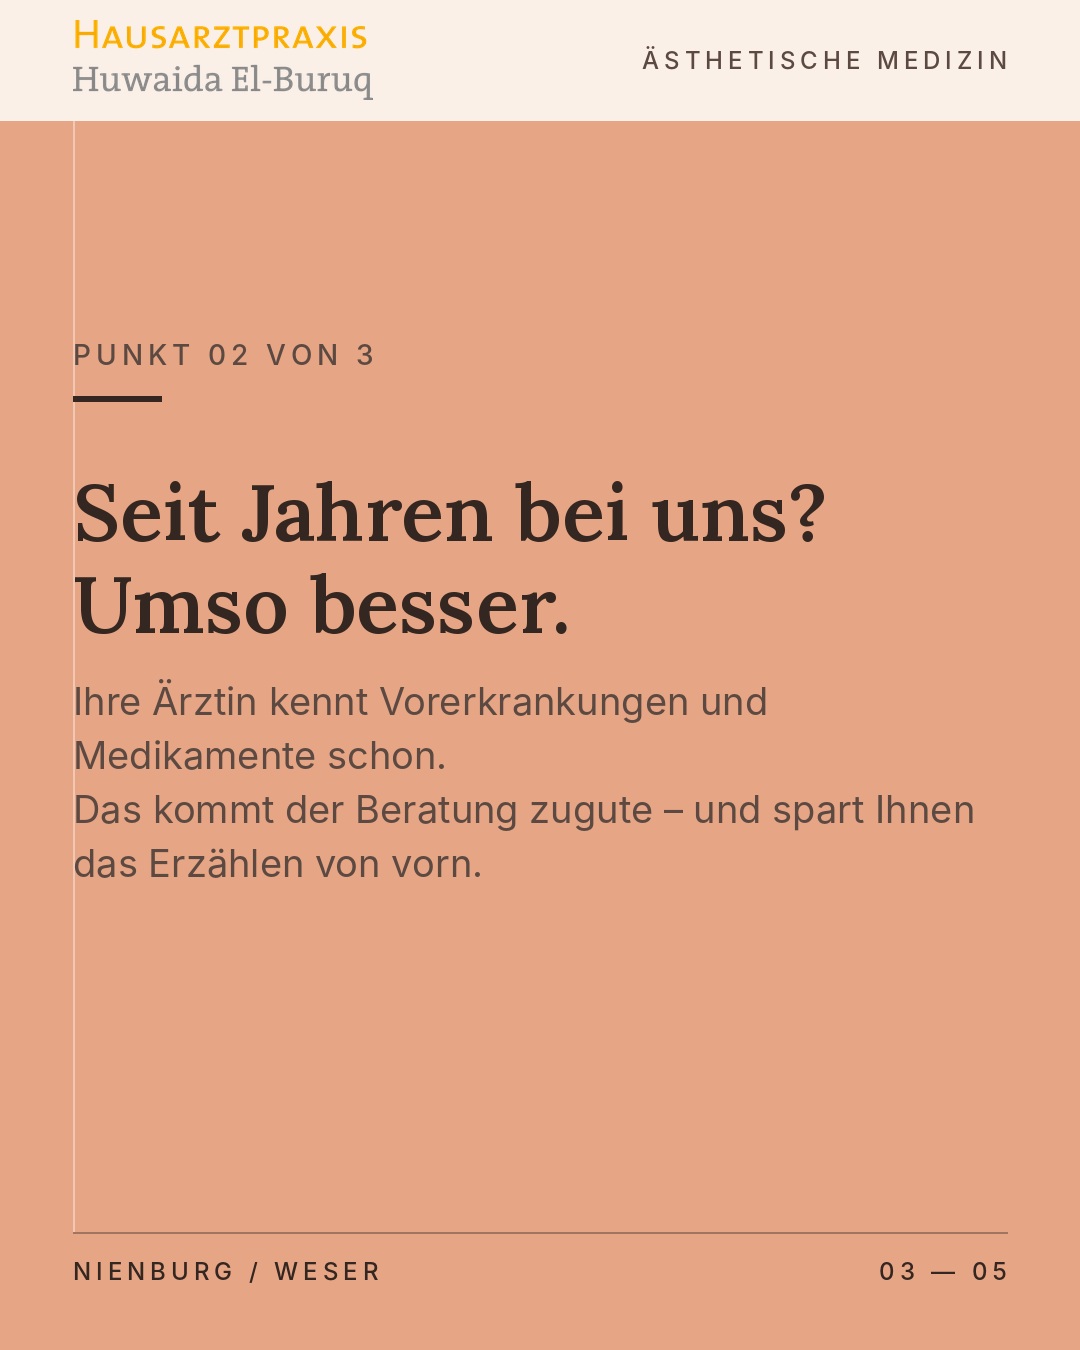 Hausarztpraxis
Huwaida El-Buruq
ÄSTHETISCHE MEDIZIN
PUNKT 02 VON 3
Seit Jahren bei uns?
Umso besser.
Ihre Ärztin kennt Vorerkrankungen und
Medikamente schon.
Das kommt der Beratung zugute – und spart Ihnen
das Erzählen von vorn.
NIENBURG / WESER
03 — 05